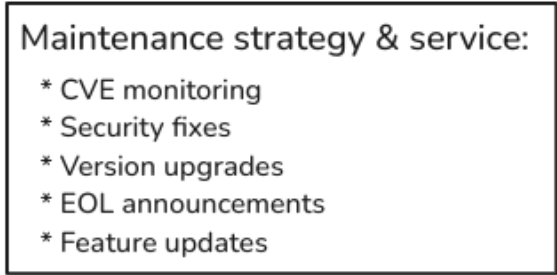 Maintenance strategy & service:
* CVE monitoring
* Security fixes
* Version upgrades
* EOL announcements
* Feature updates